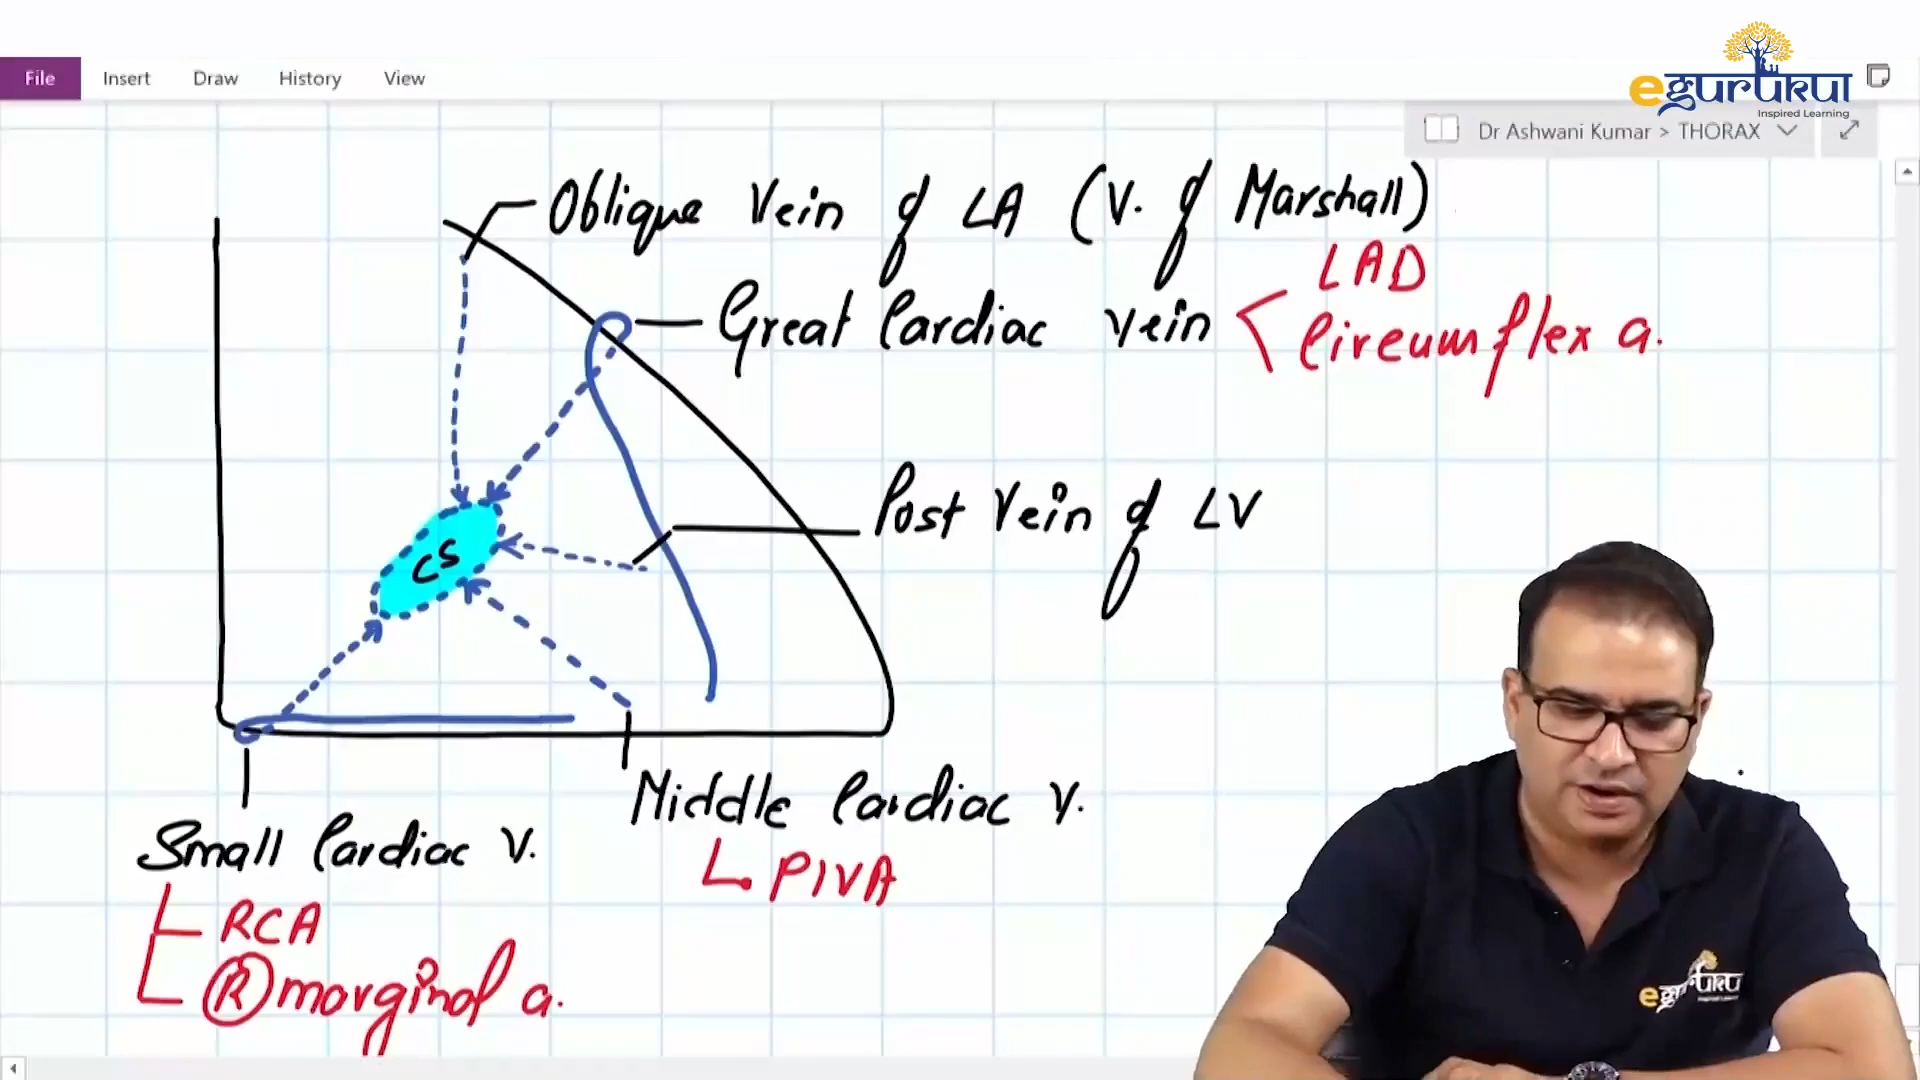 egurukul
Inspired Learning
File Insert Draw History View
Dr Ashwani Kumar > THORAX
Oblique Vein of LA (V. of Marshall)
LAD
Great Cardiac Vein
Circumflex a.
Post Vein of LV
CS
Middle Cardiac V.
PIVA
Small Cardiac V.
RCA
R marginal a.
egurukul